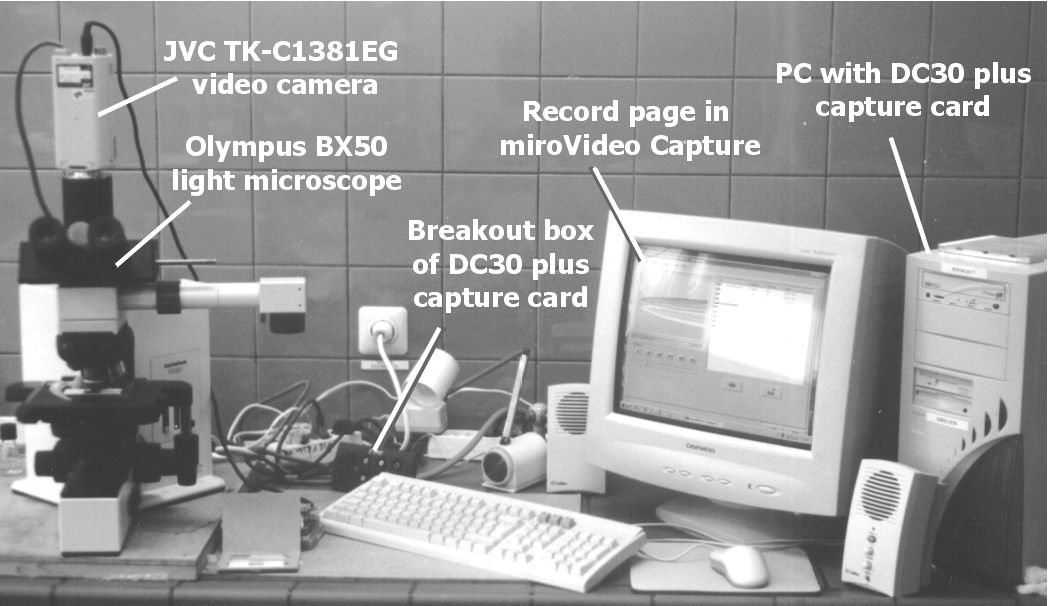 JVC TK-C1381EG
video camera
Olympus BX50
light microscope
Breakout box
of DC30 plus
capture card
Record page in
miroVideo Capture
PC with DC30 plus
capture card
DAEWOO